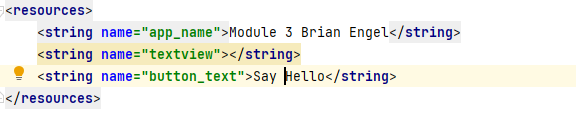 <resources>
<string name="app_name">Module 3 Brian Engel</string>
<string name="textview"></string>
<string name="button_text">Say Hello</string>
</resources>